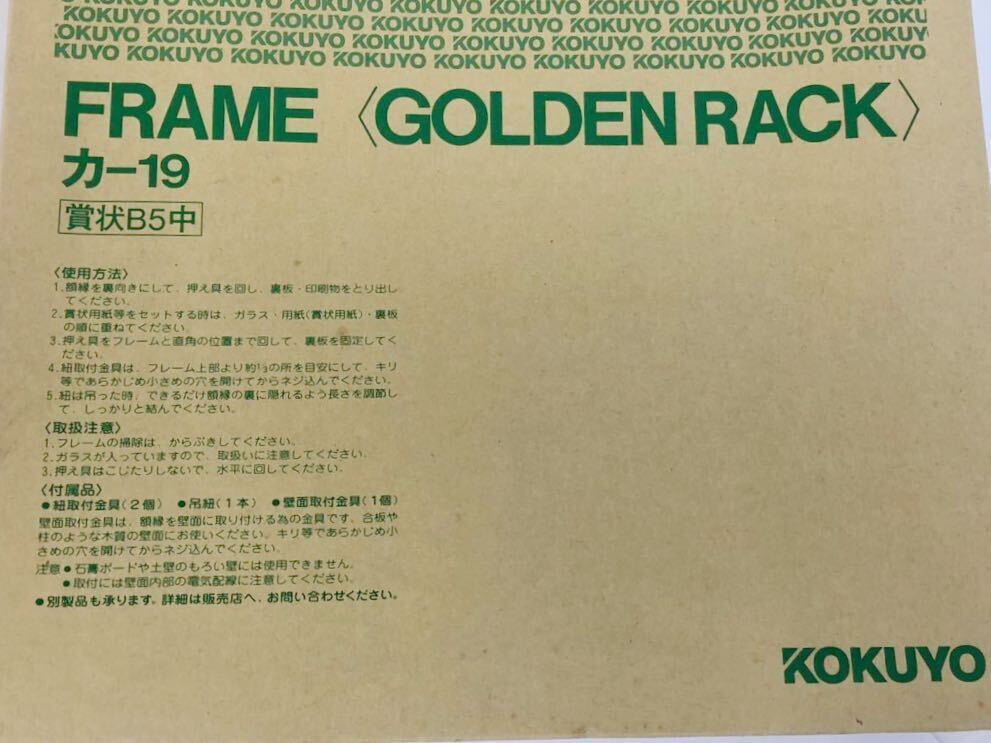 KOKUYO KOKUYO KOKUYO KOKUYO KOKUYO KOKUYO KOKUYO KOKUYO
KOKUYO KOKUYO KOKUYO KOKUYO KOKUYO KOKUYO KOKUYO KOKU
OKUYO KOKUYO KOKUYO KOKUYO KOKUYO KOKUYO KOKUYO KOKUYO KOKU
KUYO KOKUYO KOKUYO KOKUYO KOKUYO KOKUYO KOKUYO KOKUYO KOKUYO
FRAME 〈GOLDEN RACK〉
カ-19
賞状B5中
〈使用方法〉
1.額縁を裏向きにして、押え具を回し、裏板・印刷物をとり出し
てください。
2.賞状用紙等をセットする時は、ガラス・用紙(賞状用紙)・裏板
の順に重ねてください。
3.押え具をフレームと直角の位置まで回して、裏板を固定してく
ださい。
4.紐取付金具は、フレーム上部より約1/3の所を目安にして、キリ
等であらかじめ小さめの穴を開けてからネジ込んでください。
5.紐は吊った時、できるだけ額縁の裏に隠れるよう長さを調節し
て、しっかりと結んでください。
〈取扱注意〉
1.フレームの掃除は、からぶきしてください。
2.ガラスが入っていますので、取扱いに注意してください。
3.押え具はこじたりしないで、水平に回してください。
〈付属品〉
●紐取付金具(2個) ●吊紐(1本) ●壁面取付金具(1個)
壁面取付金具は、額縁を壁面に取り付ける為の金具です。合板や
柱のような木質の壁面にお使いください。キリ等であらかじめ小
さめの穴を開けてからネジ込んでください。
注意●石膏ボードや土壁のもろい壁には使用できません。
●取付には壁面内部の電気配線に注意してください。
●別製品も承ります。詳細は販売店へ、お問い合わせください。
KOKUYO